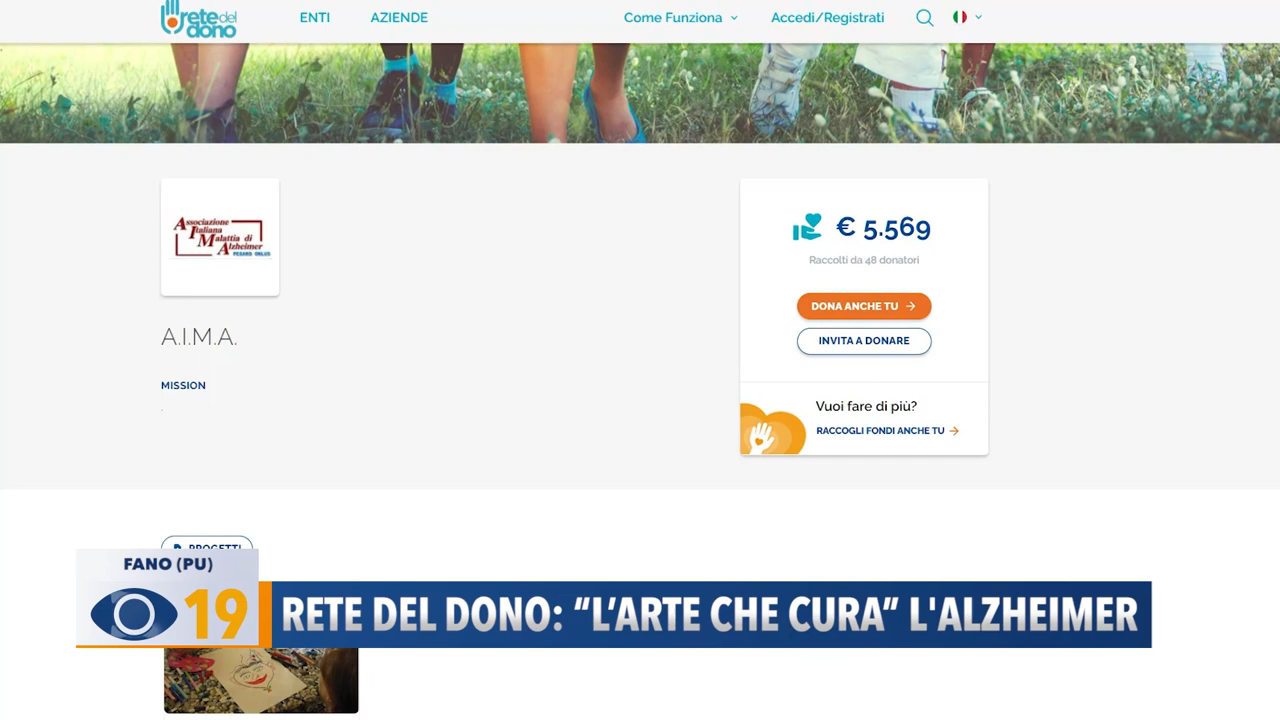 rete del
dono
ENTI
AZIENDE
Come Funziona
Accedi/Registrati
Associazione
Italiana
Malattia di
Alzheimer
PESARO ONLUS
A.I.M.A.
MISSION
€ 5.569
Raccolti da 48 donatori
DONA ANCHE TU
INVITA A DONARE
Vuoi fare di più?
RACCOGLI FONDI ANCHE TU
PROGETTI
FANO (PU)
19
RETE DEL DONO: “L’ARTE CHE CURA” L'ALZHEIMER